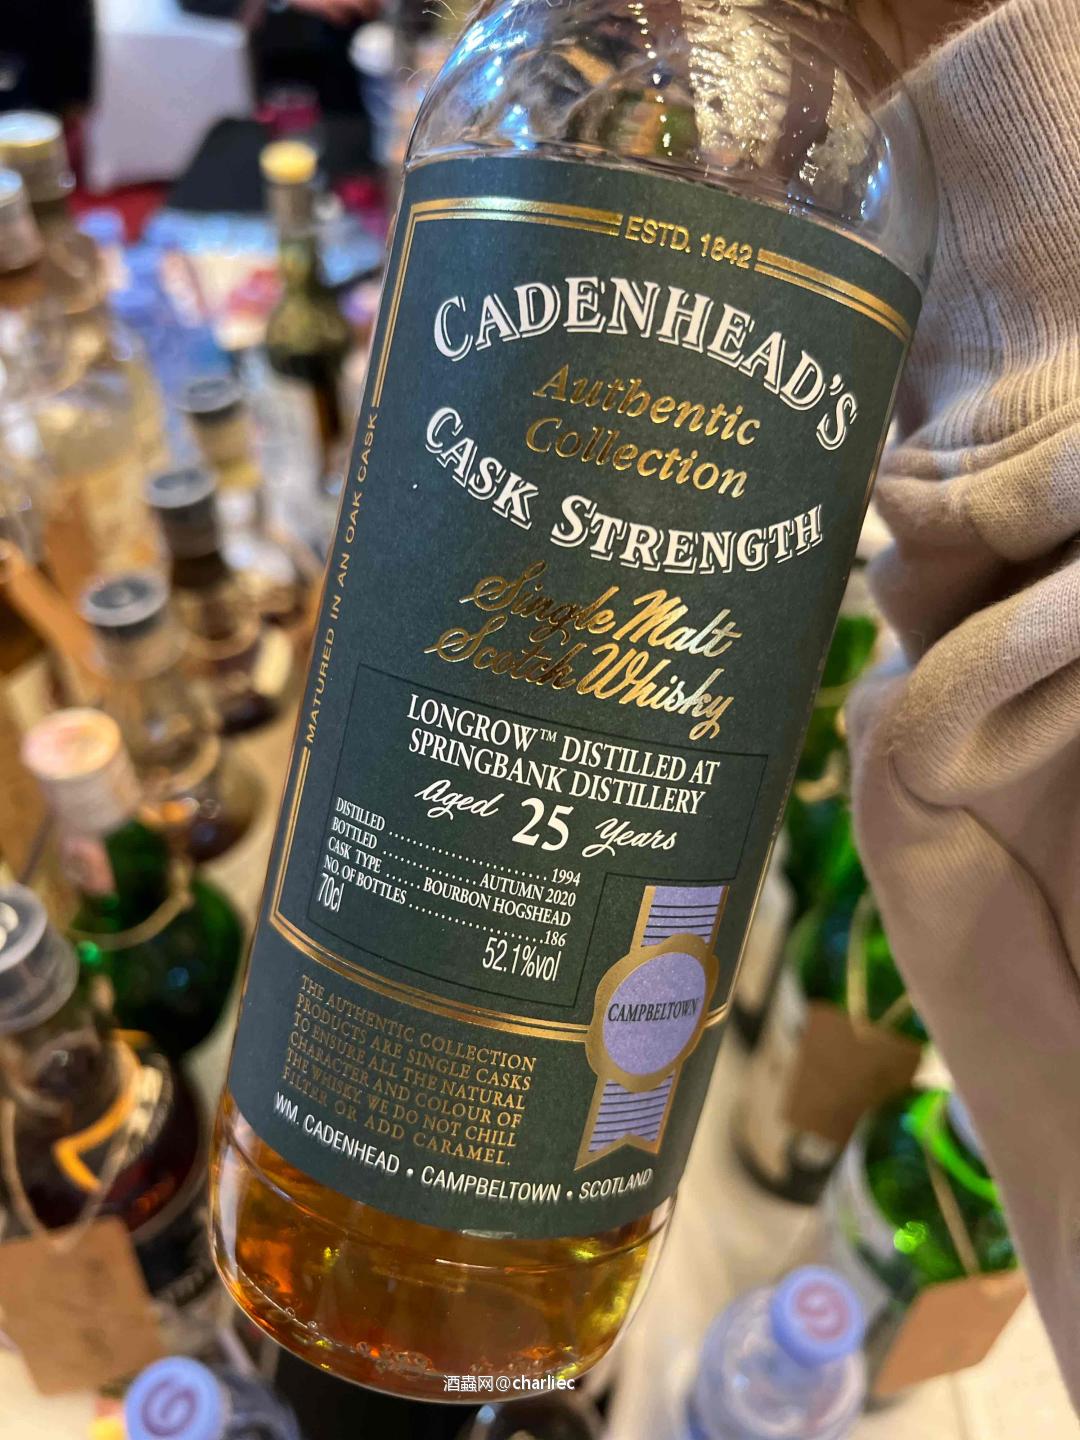 ESTD. 1842
CADENHEAD'S
Authentic
Collection
CASK STRENGTH
Single Malt
Scotch Whisky
MATURED IN AN OAK CASK
LONGROW™ DISTILLED AT
SPRINGBANK DISTILLERY
Aged 25 Years
DISTILLED ........................ 1994
BOTTLED .................. AUTUMN 2020
CASK TYPE ...... BOURBON HOGSHEAD
NO. OF BOTTLES ....................186
70cl
52.1%vol
CAMPBELTOWN
THE AUTHENTIC COLLECTION
PRODUCTS ARE SINGLE CASKS
TO ENSURE ALL THE NATURAL
CHARACTER AND COLOUR OF
THE WHISKY. WE DO NOT CHILL
FILTER OR ADD CARAMEL.
WM. CADENHEAD • CAMPBELTOWN • SCOTLAND
酒蟲网@charliec